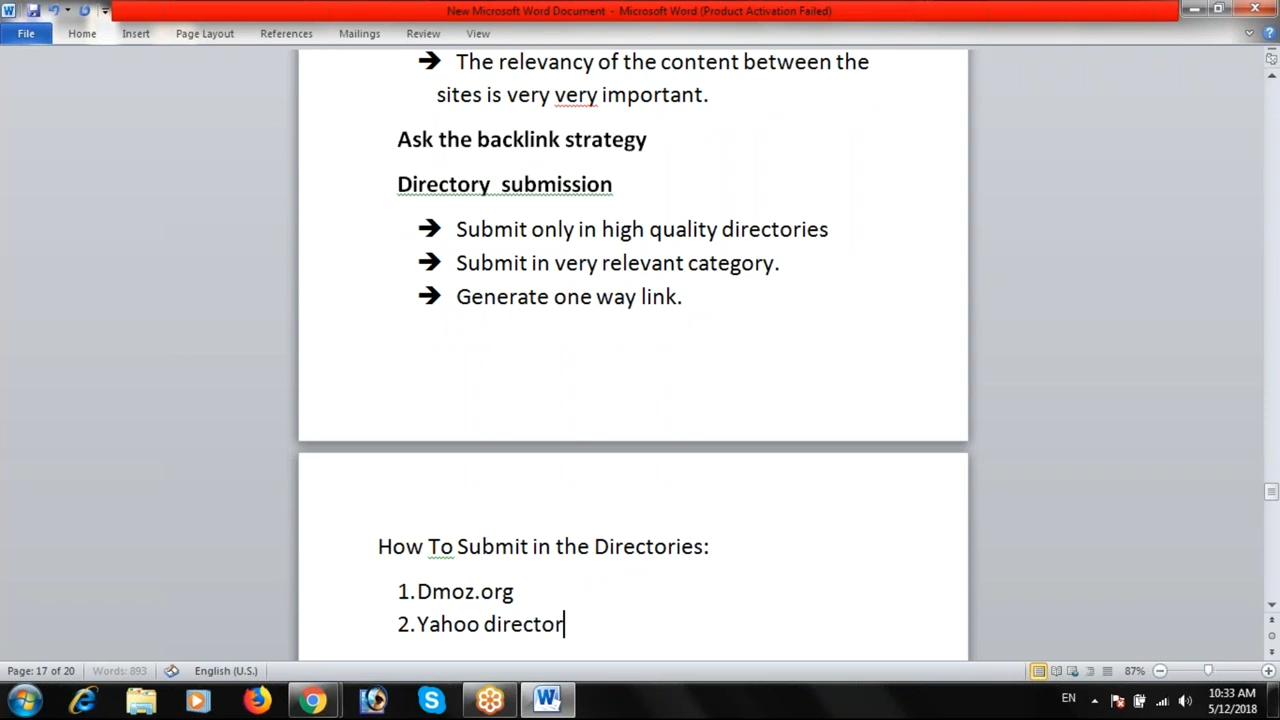 New Microsoft Word Document - Microsoft Word (Product Activation Failed)
File Home Insert Page Layout References Mailings Review View
➔ The relevancy of the content between the
sites is very very important.
Ask the backlink strategy
Directory submission
➔ Submit only in high quality directories
➔ Submit in very relevant category.
➔ Generate one way link.
How To Submit in the Directories:
1.Dmoz.org
2.Yahoo director
Page: 17 of 20 Words: 893 English (U.S.) 87%
EN 10:33 AM
5/12/2018